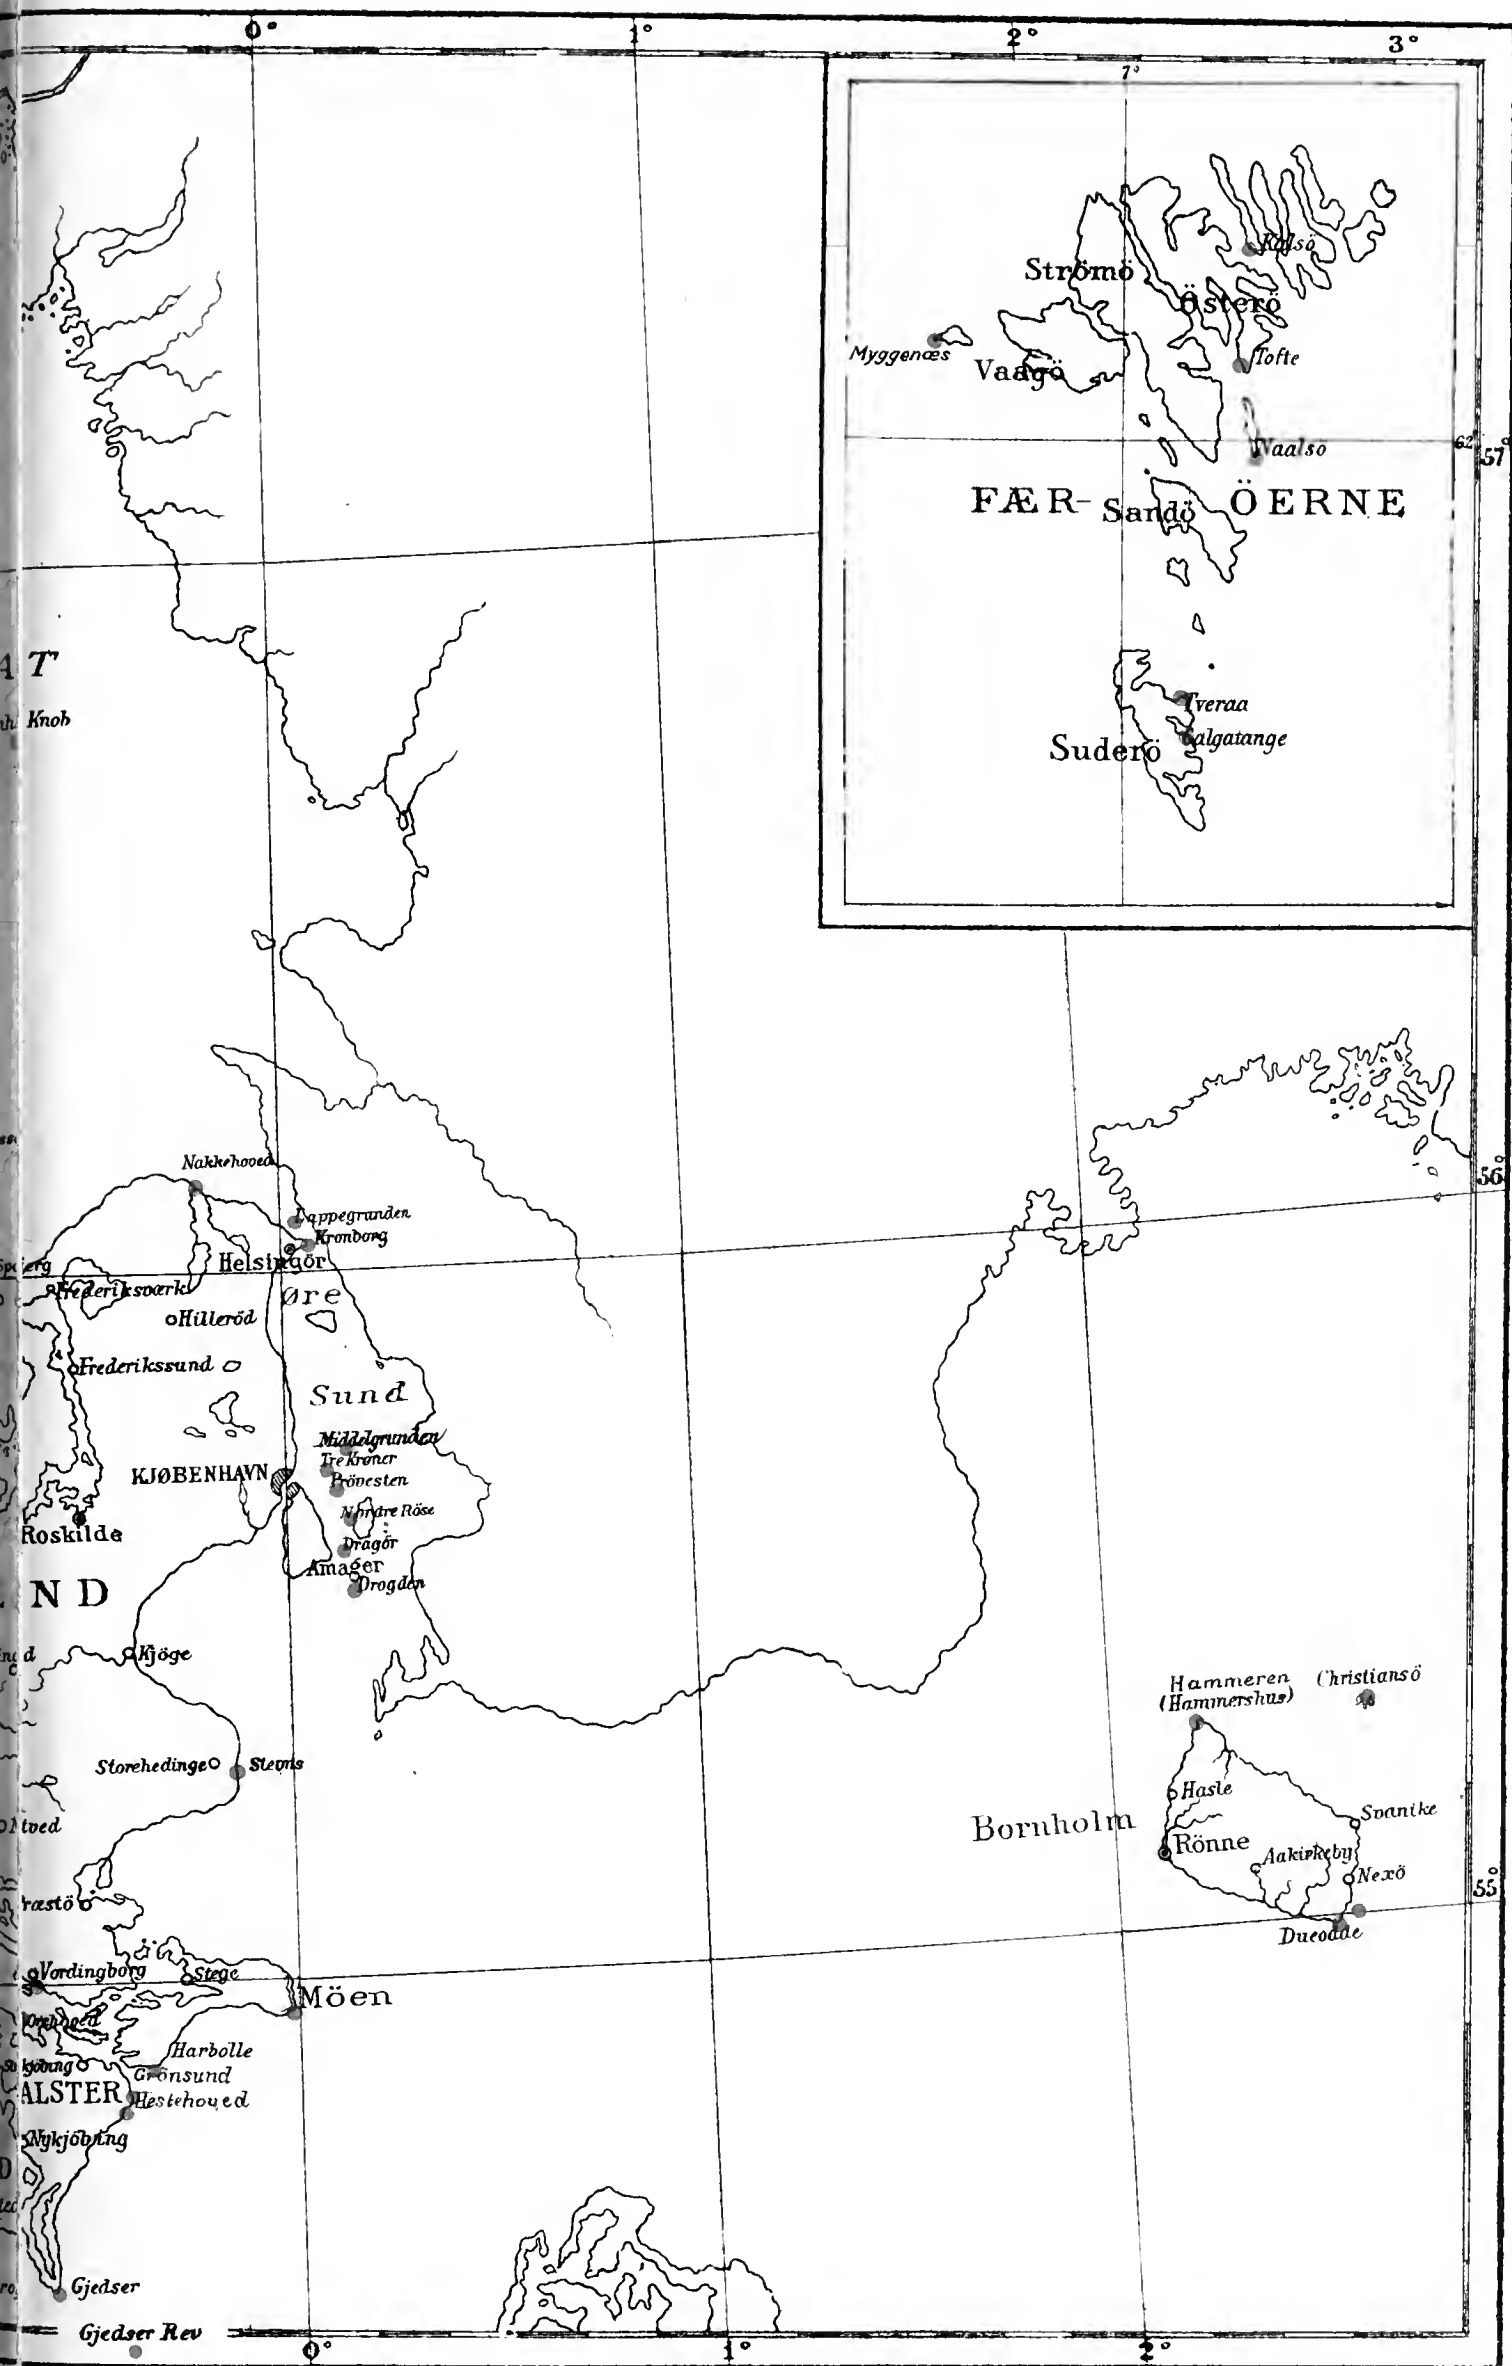 0°
1°
2°
3°
7°
Kalsö
Strömö
Österö
Myggenæs
Vaagö
Tofte
62°
57°
Naalsö
FÆR-
Sandö
ÖERNE
T
Knob
Tveraa
Suderö
Nakkehoved
56°
Lappegrunden
Kronborg
Helsingör
Frederiksværk
Øre
Hilleröd
Frederikssund
Sund
Middelgrunden
Tre Kroner
KJØBENHAVN
Prövesten
Nordre Röse
Roskilde
Dragör
Amager
Drogden
ND
Kjöge
Hammeren
(Hammershus)
Christiansö
Storehedinge
Stevns
Hasle
Bornholm
Svanike
Rönne
Aakirkeby
Nexö
55°
Dueodde
Vordingborg
Stege
Möen
Harbölle
Grönsund
ALSTER
Hestehoved
Nykjöbing
Gjedser
Gjedser Rev
0°
1°
2°